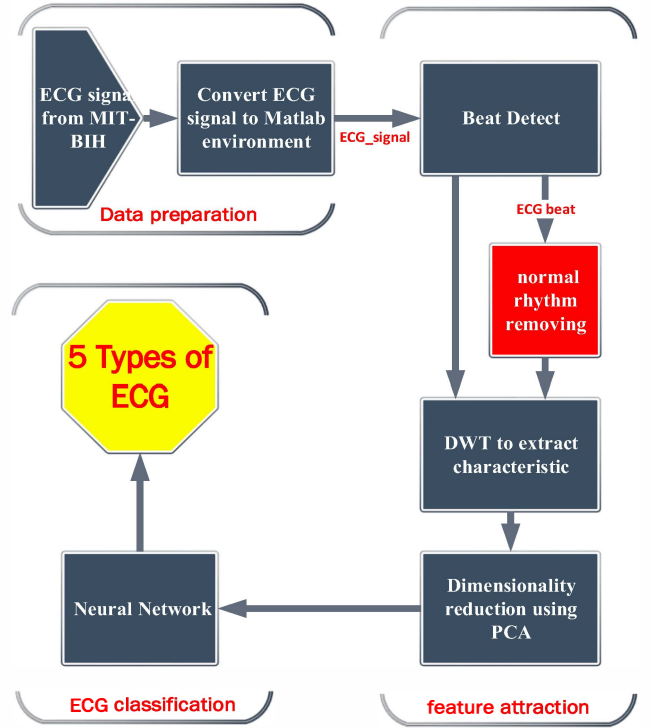 ECG signal
from MIT-
BIH
Convert ECG
signal to Matlab
environment
ECG_signal
Data preparation
Beat Detect
ECG beat
normal
rhythm
removing
DWT to extract
characteristic
Dimensionality
reduction using
PCA
feature attraction
Neural Network
5 Types of
ECG
ECG classification